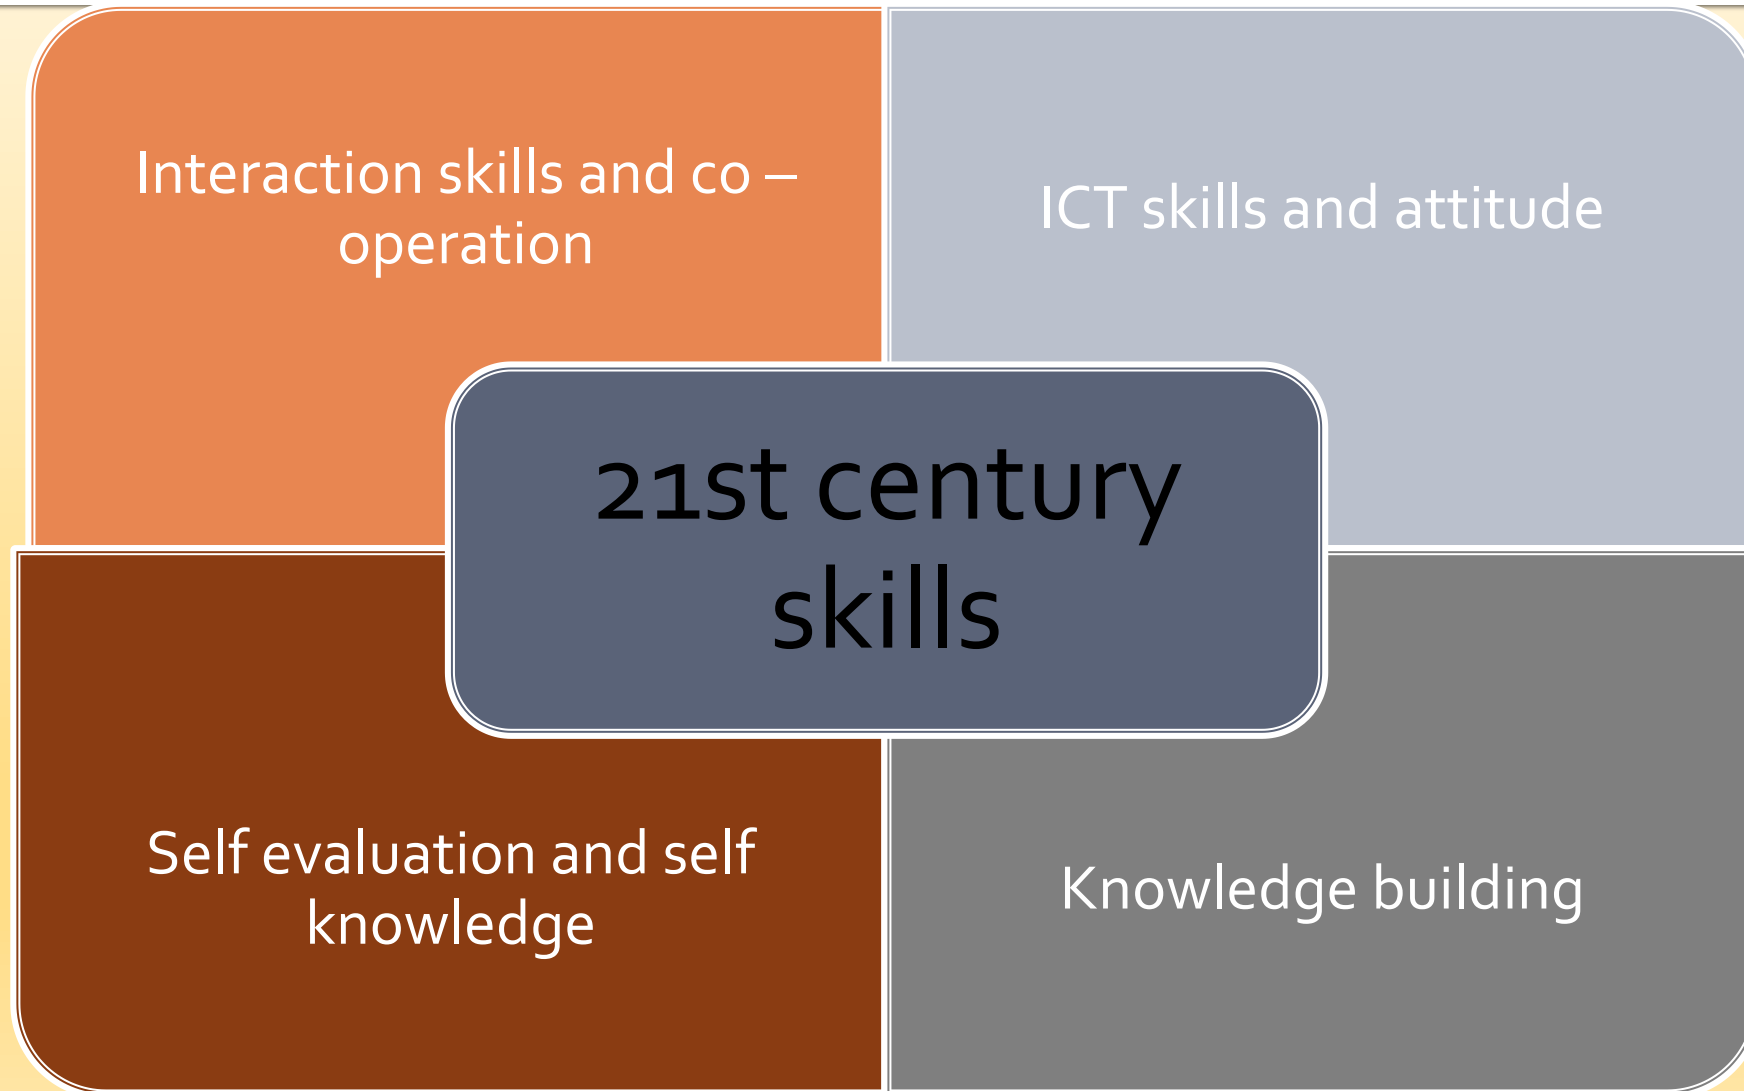 Interaction skills and co –
operation
ICT skills and attitude
21st century
skills
Self evaluation and self
knowledge
Knowledge building